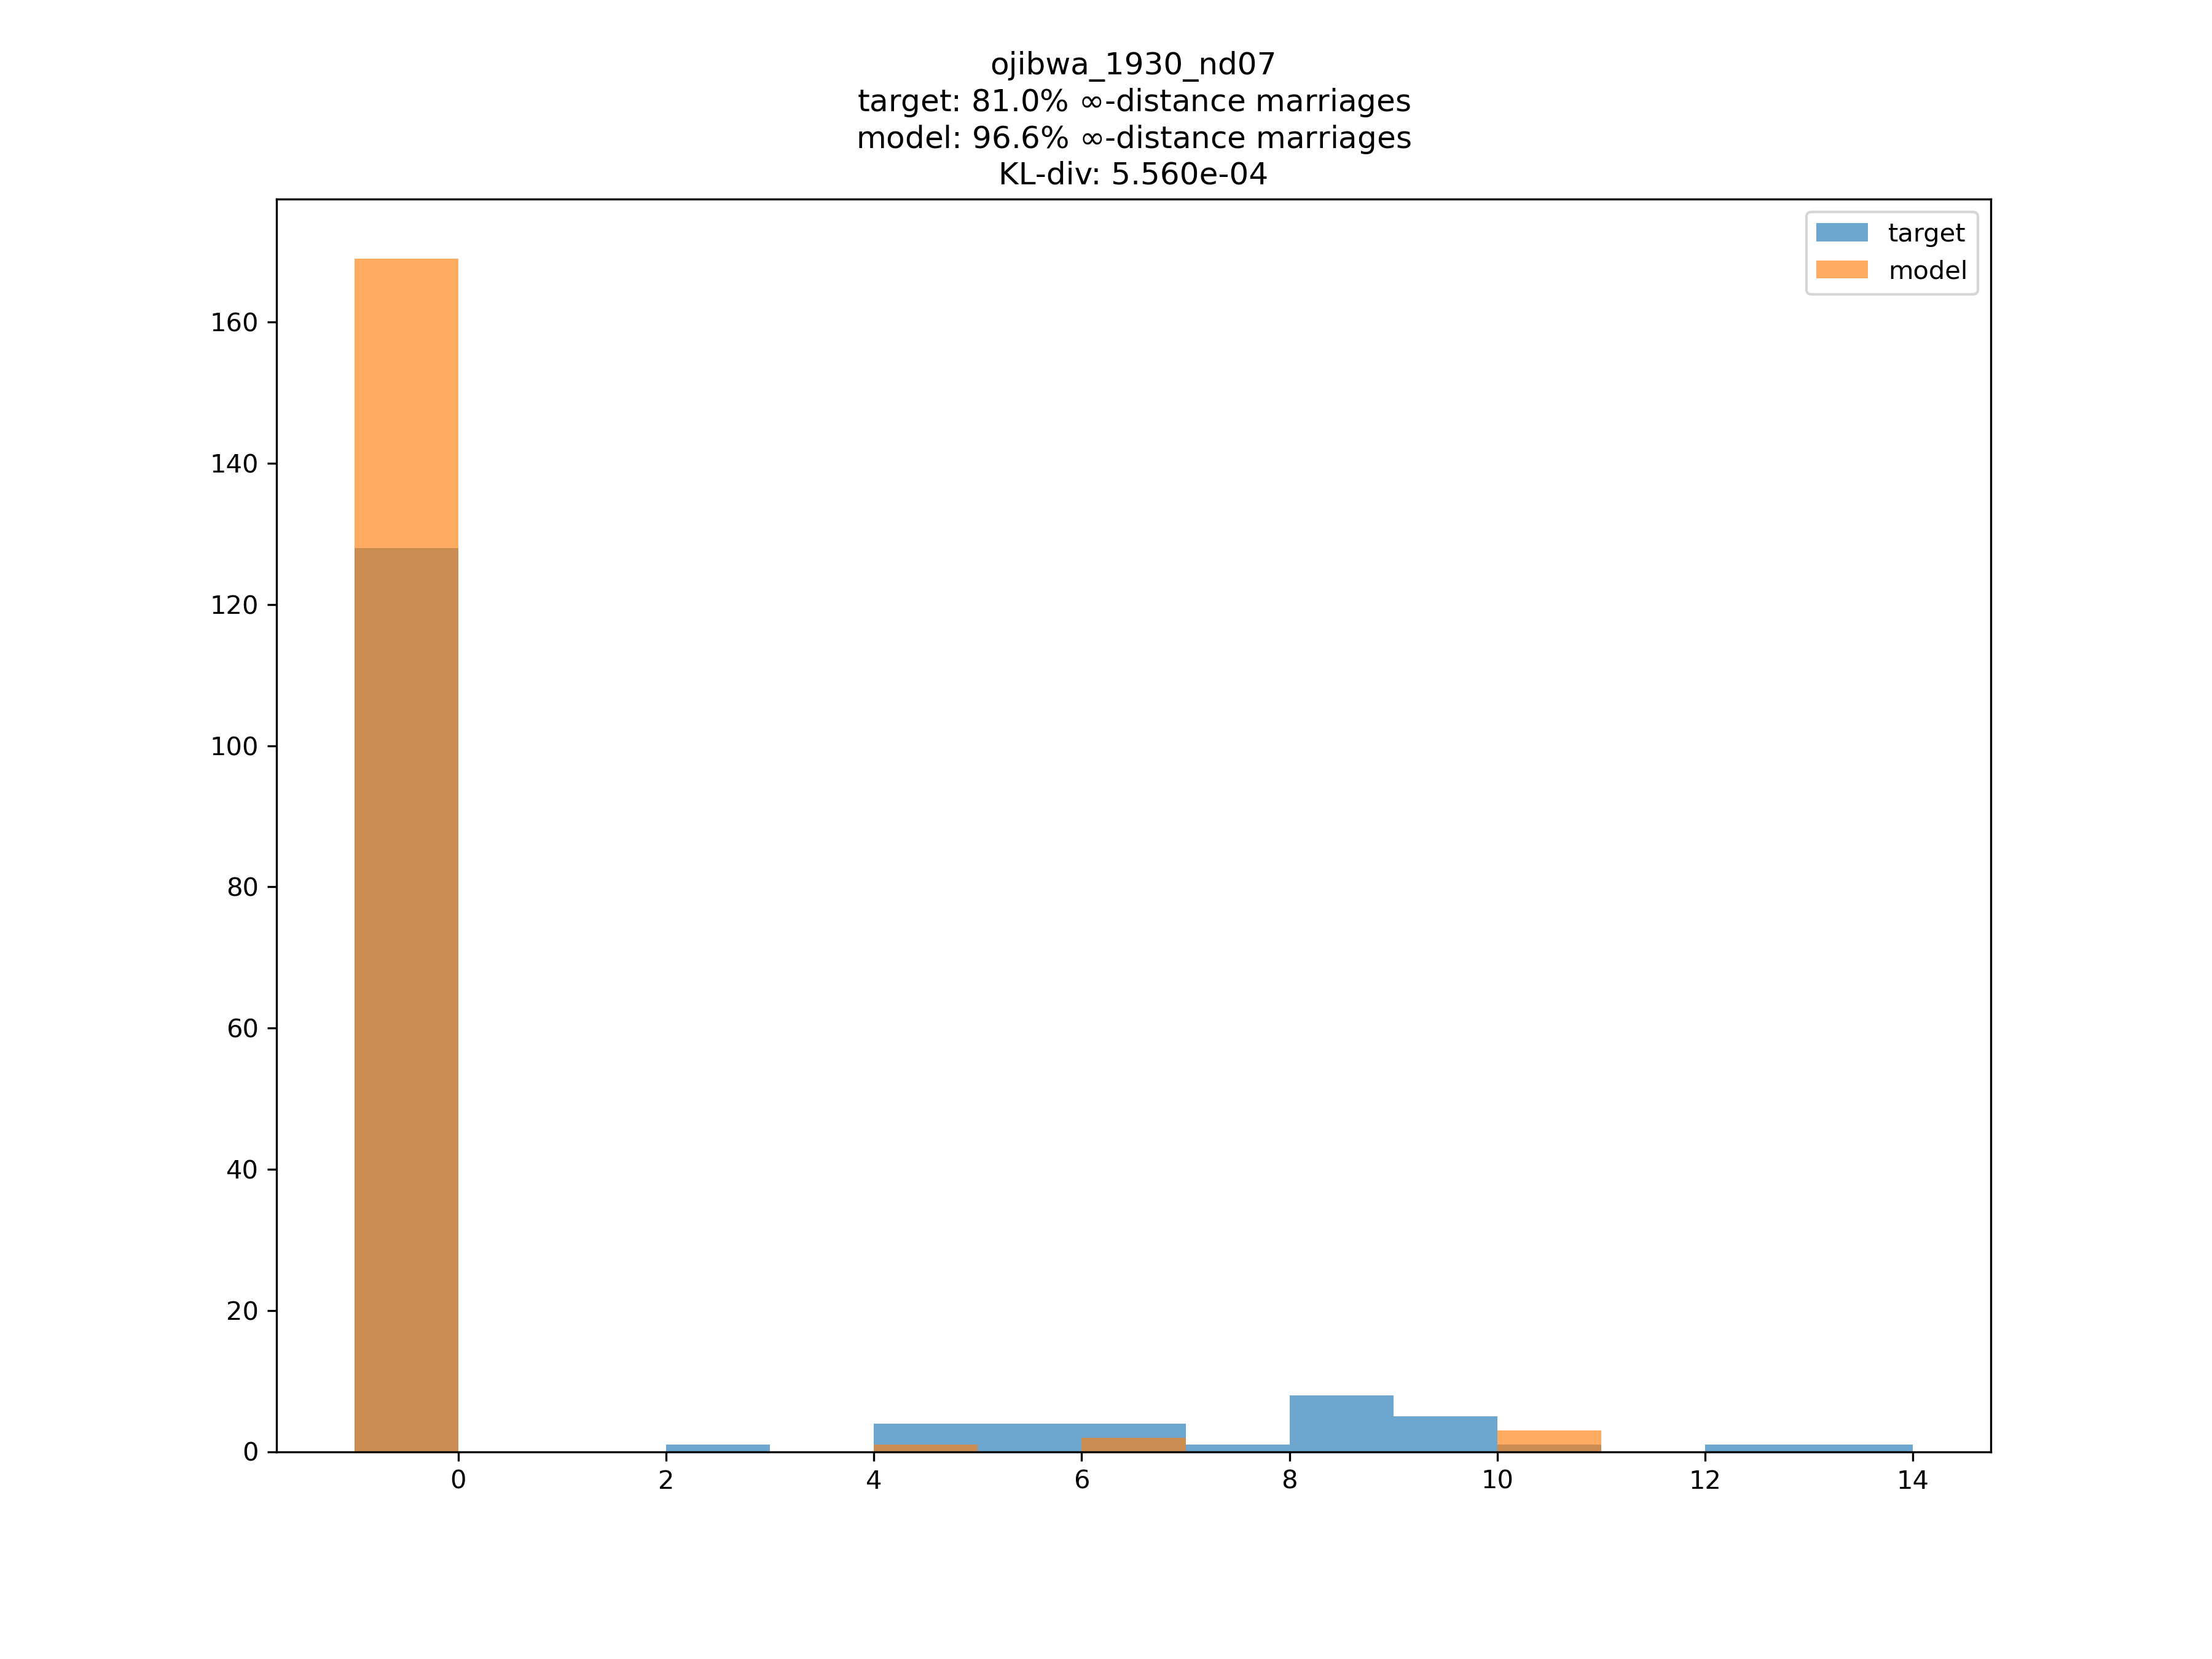 ojibwa_1930_nd07
target: 81.0% ∞-distance marriages
model: 96.6% ∞-distance marriages
KL-div: 5.560e-04
target
model
160
140
120
100
80
60
40
20
0
0 2 4 6 8 10 12 14